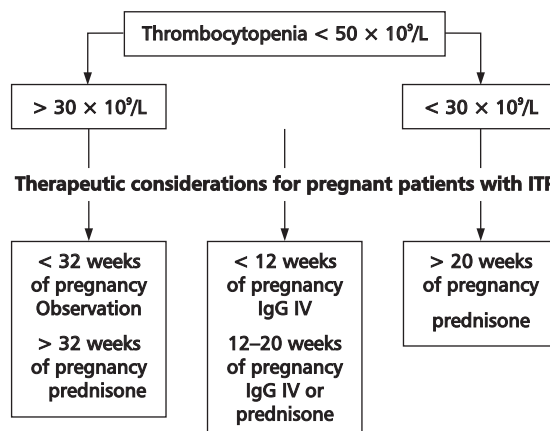 Thrombocytopenia < 50 × 10⁹/L
> 30 × 10⁹/L
< 30 × 10⁹/L
Therapeutic considerations for pregnant patients with ITP
< 32 weeks
of pregnancy
Observation
> 32 weeks
of pregnancy
prednisone
< 12 weeks
of pregnancy
IgG IV
12–20 weeks
of pregnancy
IgG IV or
prednisone
> 20 weeks
of pregnancy
prednisone